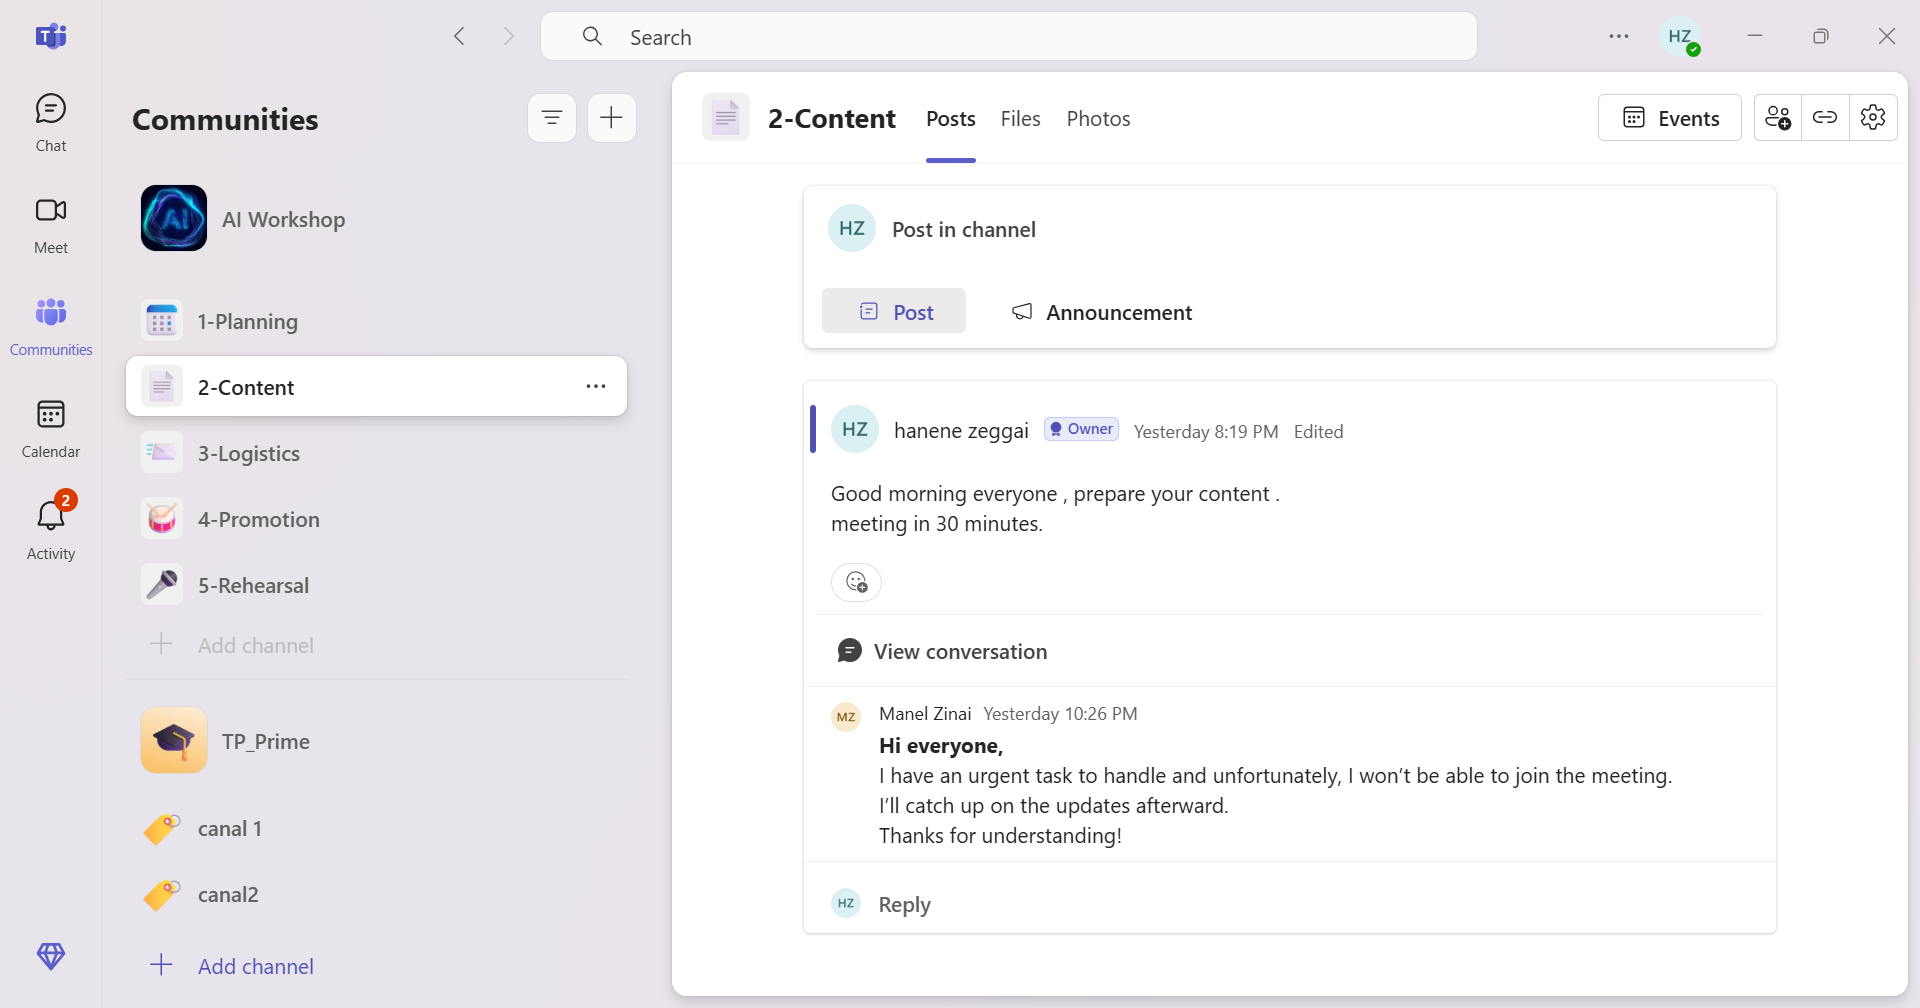 Search
HZ
Chat
Meet
Communities
Calendar
2
Activity
Communities
AI
AI Workshop
1-Planning
2-Content
3-Logistics
4-Promotion
5-Rehearsal
Add channel
TP_Prime
canal 1
canal2
Add channel
2-Content
Posts
Files
Photos
Events
HZ
Post in channel
Post
Announcement
HZ
hanene zeggai
Owner
Yesterday 8:19 PM
Edited
Good morning everyone , prepare your content .
meeting in 30 minutes.
View conversation
MZ
Manel Zinai
Yesterday 10:26 PM
Hi everyone,
I have an urgent task to handle and unfortunately, I won’t be able to join the meeting.
I’ll catch up on the updates afterward.
Thanks for understanding!
HZ
Reply